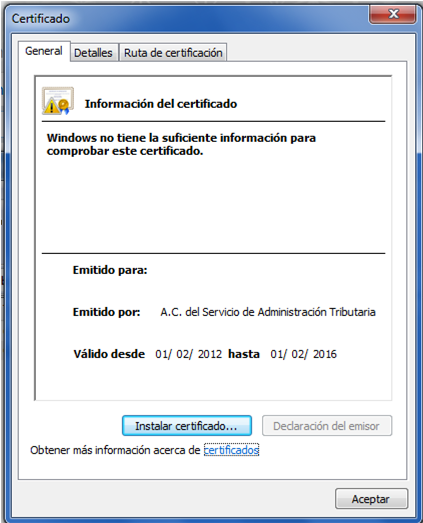 Certificado
General
Detalles
Ruta de certificación
Información del certificado
Windows no tiene la suficiente información para
comprobar este certificado.
Emitido para:
Emitido por: A.C. del Servicio de Administración Tributaria
Válido desde 01/ 02/ 2012 hasta 01/ 02/ 2016
Instalar certificado...
Declaración del emisor
Obtener más información acerca de certificados
Aceptar